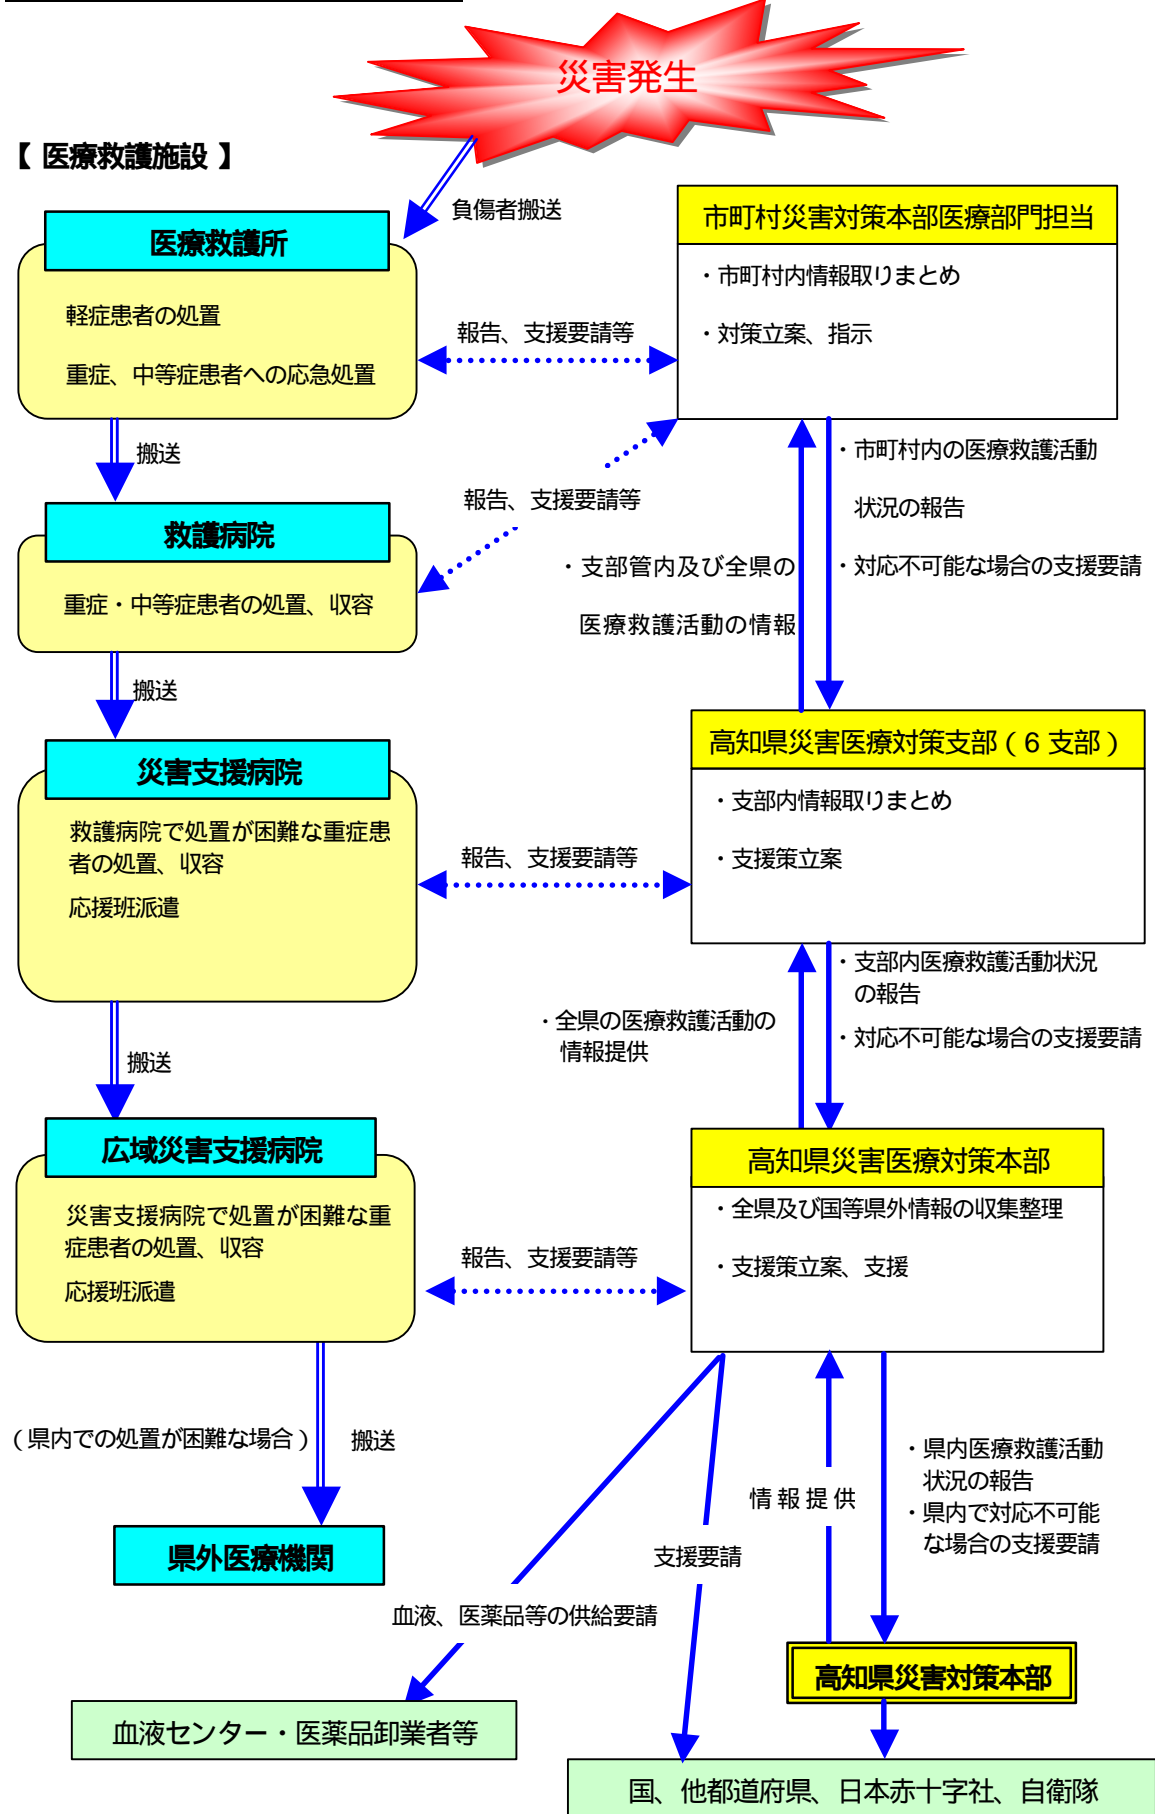 災害発生
【 医療救護施設 】
負傷者搬送
医療救護所
軽症患者の処置
重症、中等症患者への応急処置
報告、支援要請等
市町村災害対策本部医療部門担当
・市町村内情報取りまとめ
・対策立案、指示
搬送
報告、支援要請等
救護病院
重症・中等症患者の処置、収容
・支部管内及び全県の
医療救護活動の情報
・市町村内の医療救護活動
状況の報告
・対応不可能な場合の支援要請
搬送
災害支援病院
救護病院で処置が困難な重症患
者の処置、収容
応援班派遣
報告、支援要請等
高知県災害医療対策支部（６支部）
・支部内情報取りまとめ
・支援策立案
搬送
・全県の医療救護活動の
情報提供
・支部内医療救護活動状況
の報告
・対応不可能な場合の支援要請
広域災害支援病院
災害支援病院で処置が困難な重
症患者の処置、収容
応援班派遣
報告、支援要請等
高知県災害医療対策本部
・全県及び国等県外情報の収集整理
・支援策立案、支援
（県内での処置が困難な場合）
搬送
県外医療機関
血液、医薬品等の供給要請
支援要請
情報提供
・県内医療救護活動
状況の報告
・県内で対応不可能
な場合の支援要請
高知県災害対策本部
血液センター・医薬品卸業者等
国、他都道府県、日本赤十字社、自衛隊